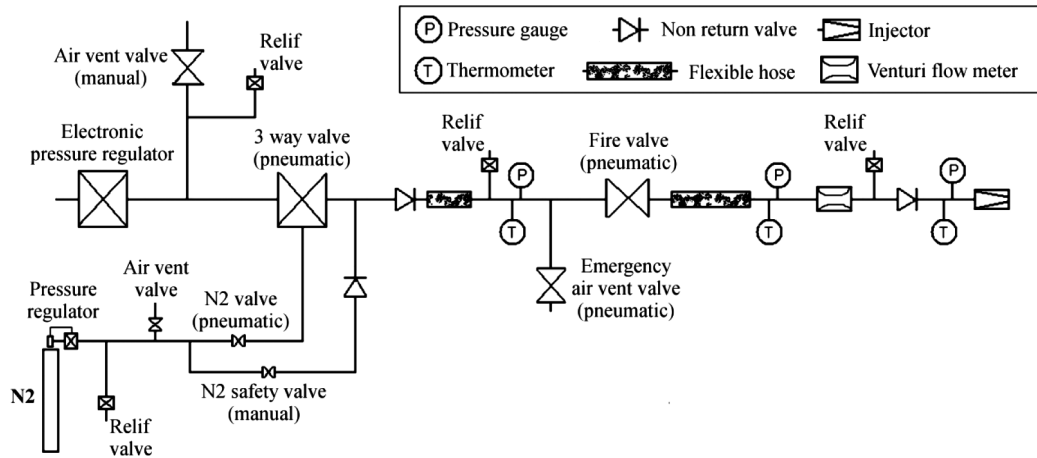 Air vent valve
(manual)
Relif
valve
P Pressure gauge
Non return valve
Injector
T Thermometer
Flexible hose
Venturi flow meter
Electronic
pressure regulator
3 way valve
(pneumatic)
Relif
valve
P
T
Fire valve
(pneumatic)
P
T
Relif
valve
P
T
Emergency
air vent valve
(pneumatic)
Pressure
regulator
Air vent
valve
N2 valve
(pneumatic)
N2
Relif
valve
N2 safety valve
(manual)